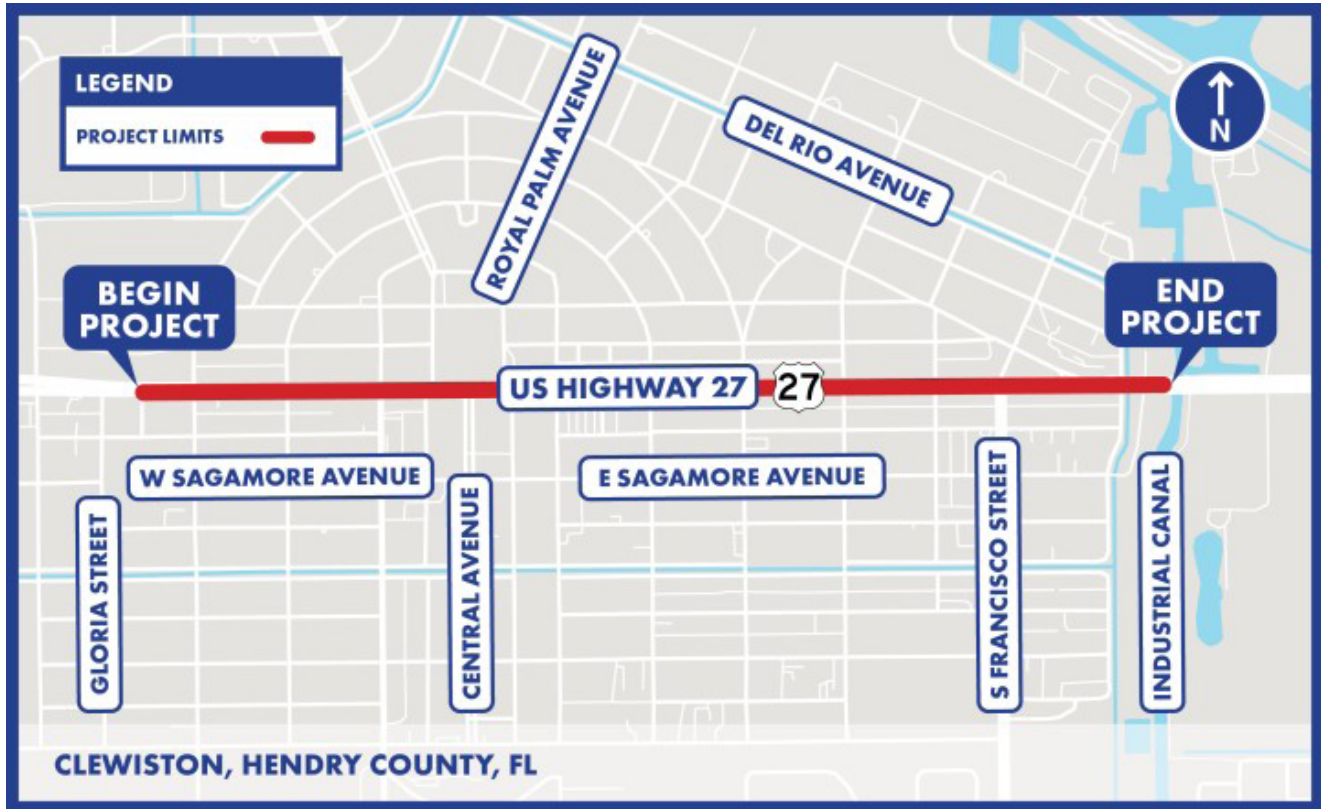 LEGEND
PROJECT LIMITS
N
ROYAL PALM AVENUE
DEL RIO AVENUE
BEGIN
PROJECT
END
PROJECT
US HIGHWAY 27
27
W SAGAMORE AVENUE
E SAGAMORE AVENUE
GLORIA STREET
CENTRAL AVENUE
S FRANCISCO STREET
INDUSTRIAL CANAL
CLEWISTON, HENDRY COUNTY, FL